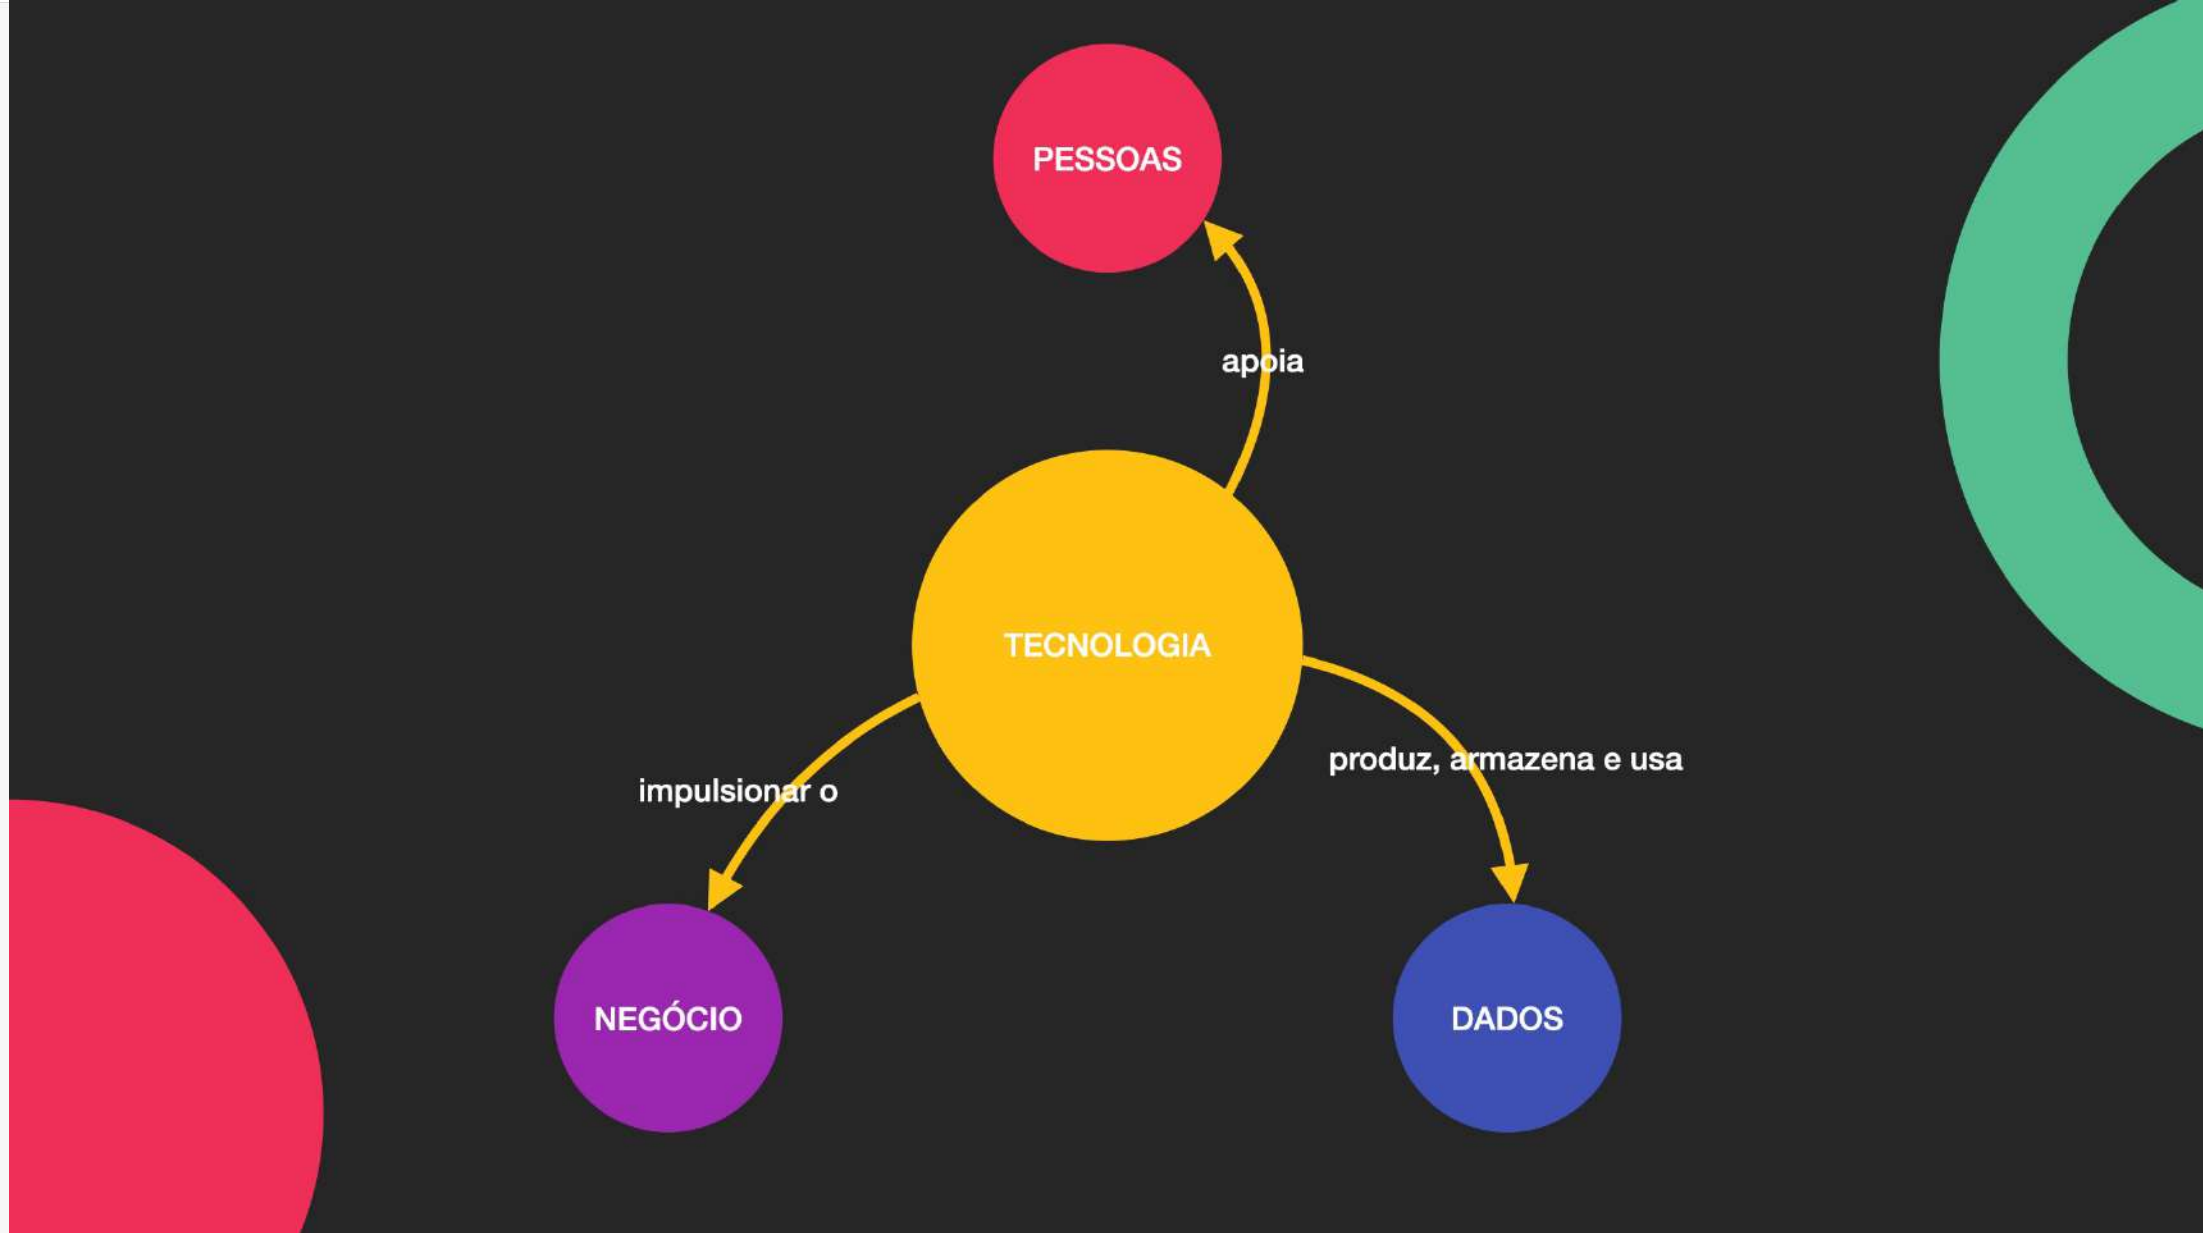 PESSOAS
apoia
TECNOLOGIA
produz, armazena e usa
impulsionar o
NEGÓCIO
DADOS